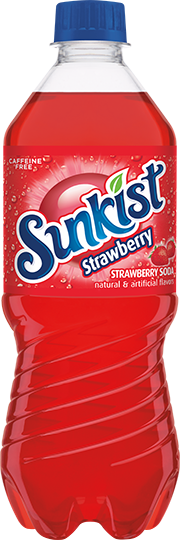 CAFFEINE
FREE
Sunkist
Strawberry
STRAWBERRY SODA
natural & artificial flavors